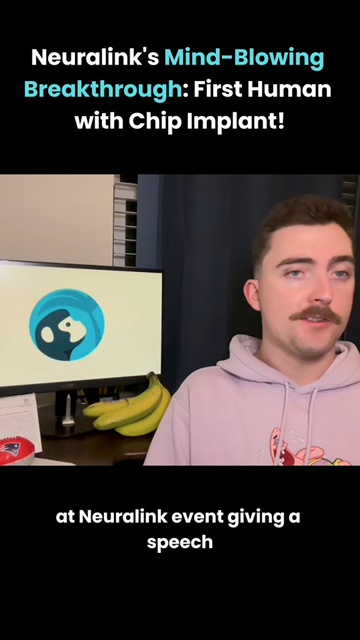 Neuralink's Mind-Blowing
Breakthrough: First Human
with Chip Implant!
at Neuralink event giving a
speech